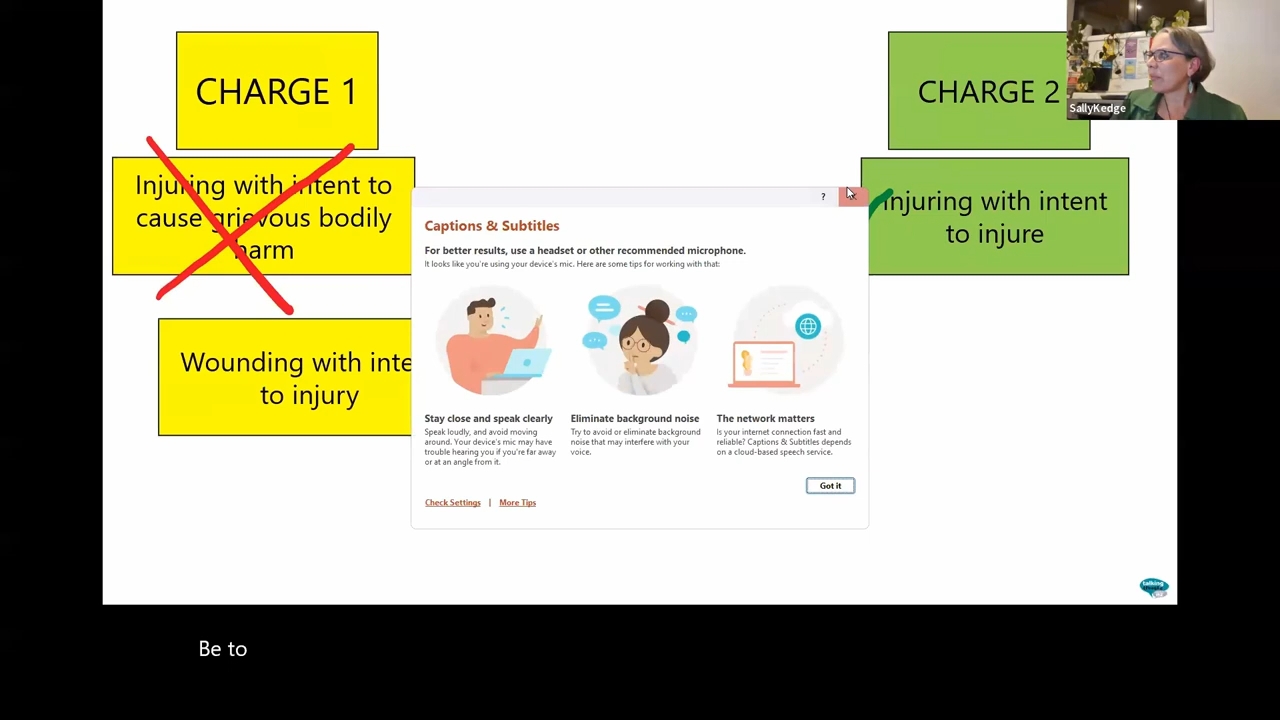 CHARGE 1
CHARGE 2
SallyKedge
Injuring with intent to
cause grievous bodily
harm
Injuring with intent
to injure
Wounding with inte
to injury
?
Captions & Subtitles
For better results, use a headset or other recommended microphone.
It looks like you're using your device's mic. Here are some tips for working with that:
Stay close and speak clearly
Speak loudly, and avoid moving
around. Your device's mic may have
trouble hearing you if you're far away
or at an angle from it.
Eliminate background noise
Try to avoid or eliminate background
noise that may interfere with your
voice.
The network matters
Is your internet connection fast and
reliable? Captions & Subtitles depends
on a cloud-based speech service.
Got it
Check Settings | More Tips
talking
Be to